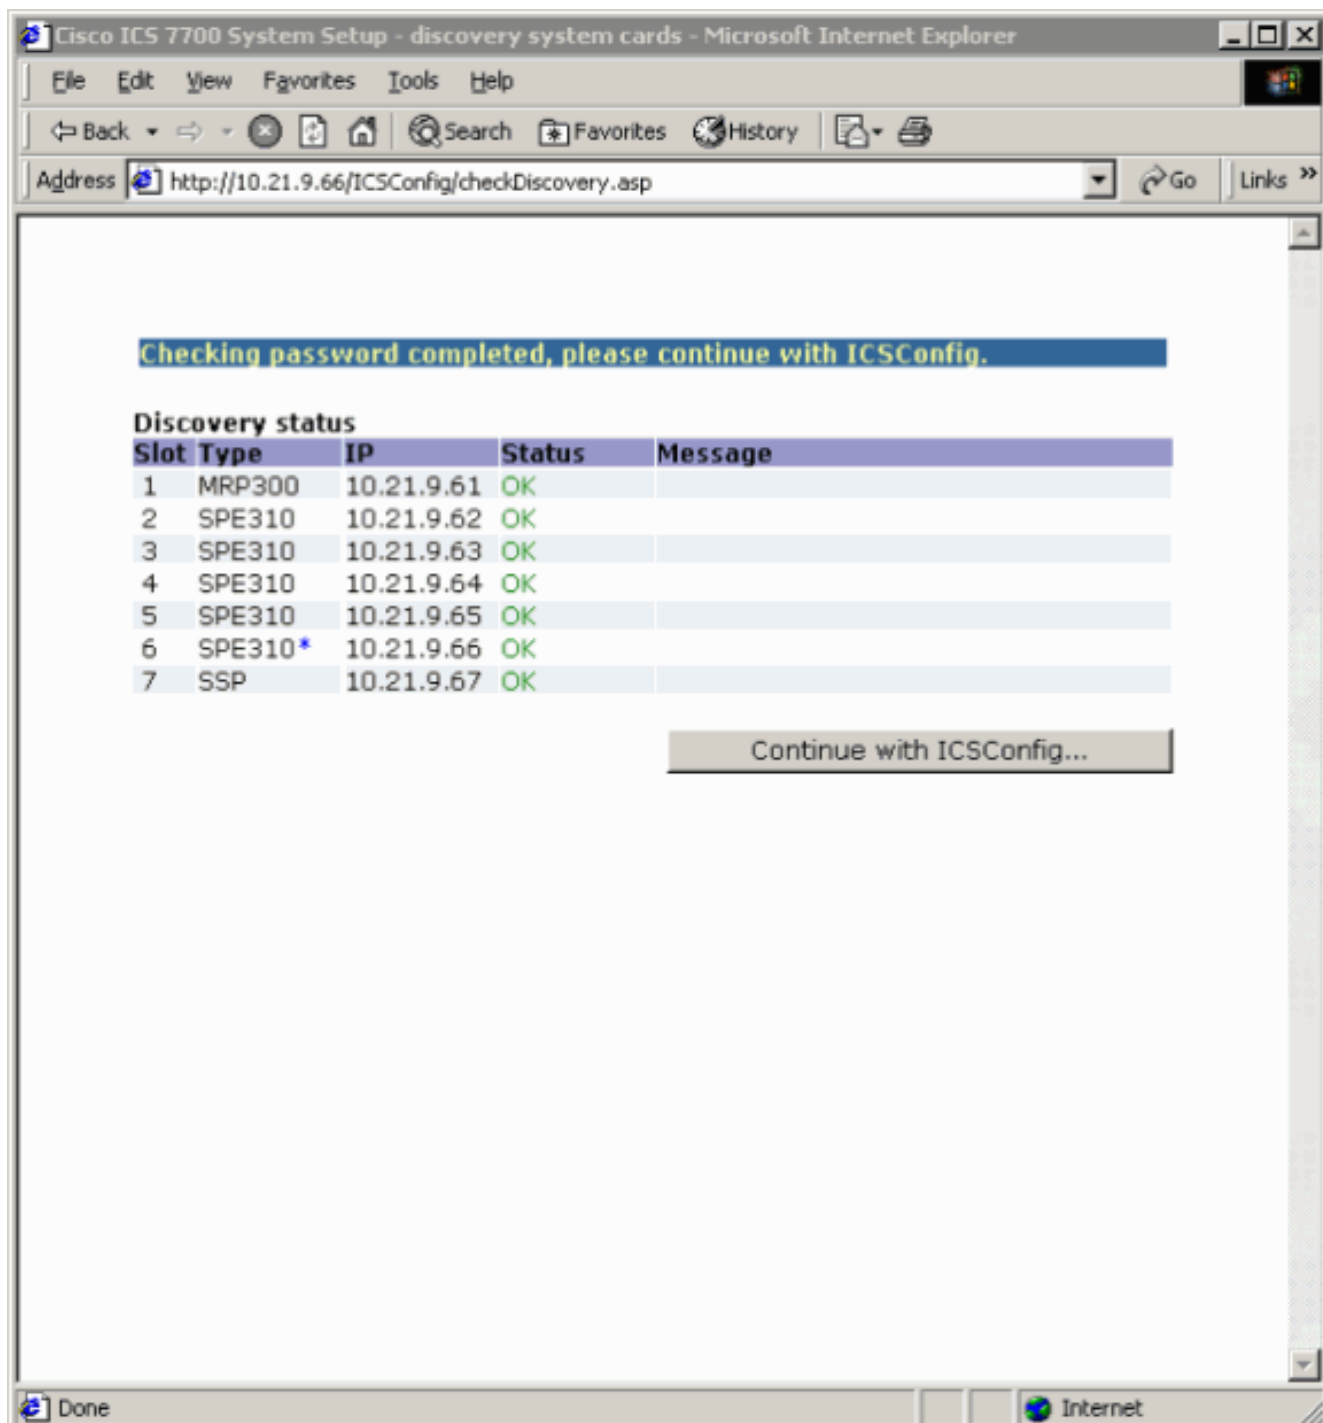 Cisco ICS 7700 System Setup - discovery system cards - Microsoft Internet Explorer
File Edit View Favorites Tools Help
Back Search Favorites History
Address http://10.21.9.66/ICSConfig/checkDiscovery.asp Go Links »
Checking password completed, please continue with ICSConfig.
Discovery status
Slot Type IP Status Message
1 MRP300 10.21.9.61 OK
2 SPE310 10.21.9.62 OK
3 SPE310 10.21.9.63 OK
4 SPE310 10.21.9.64 OK
5 SPE310 10.21.9.65 OK
6 SPE310* 10.21.9.66 OK
7 SSP 10.21.9.67 OK
Continue with ICSConfig...
Done Internet